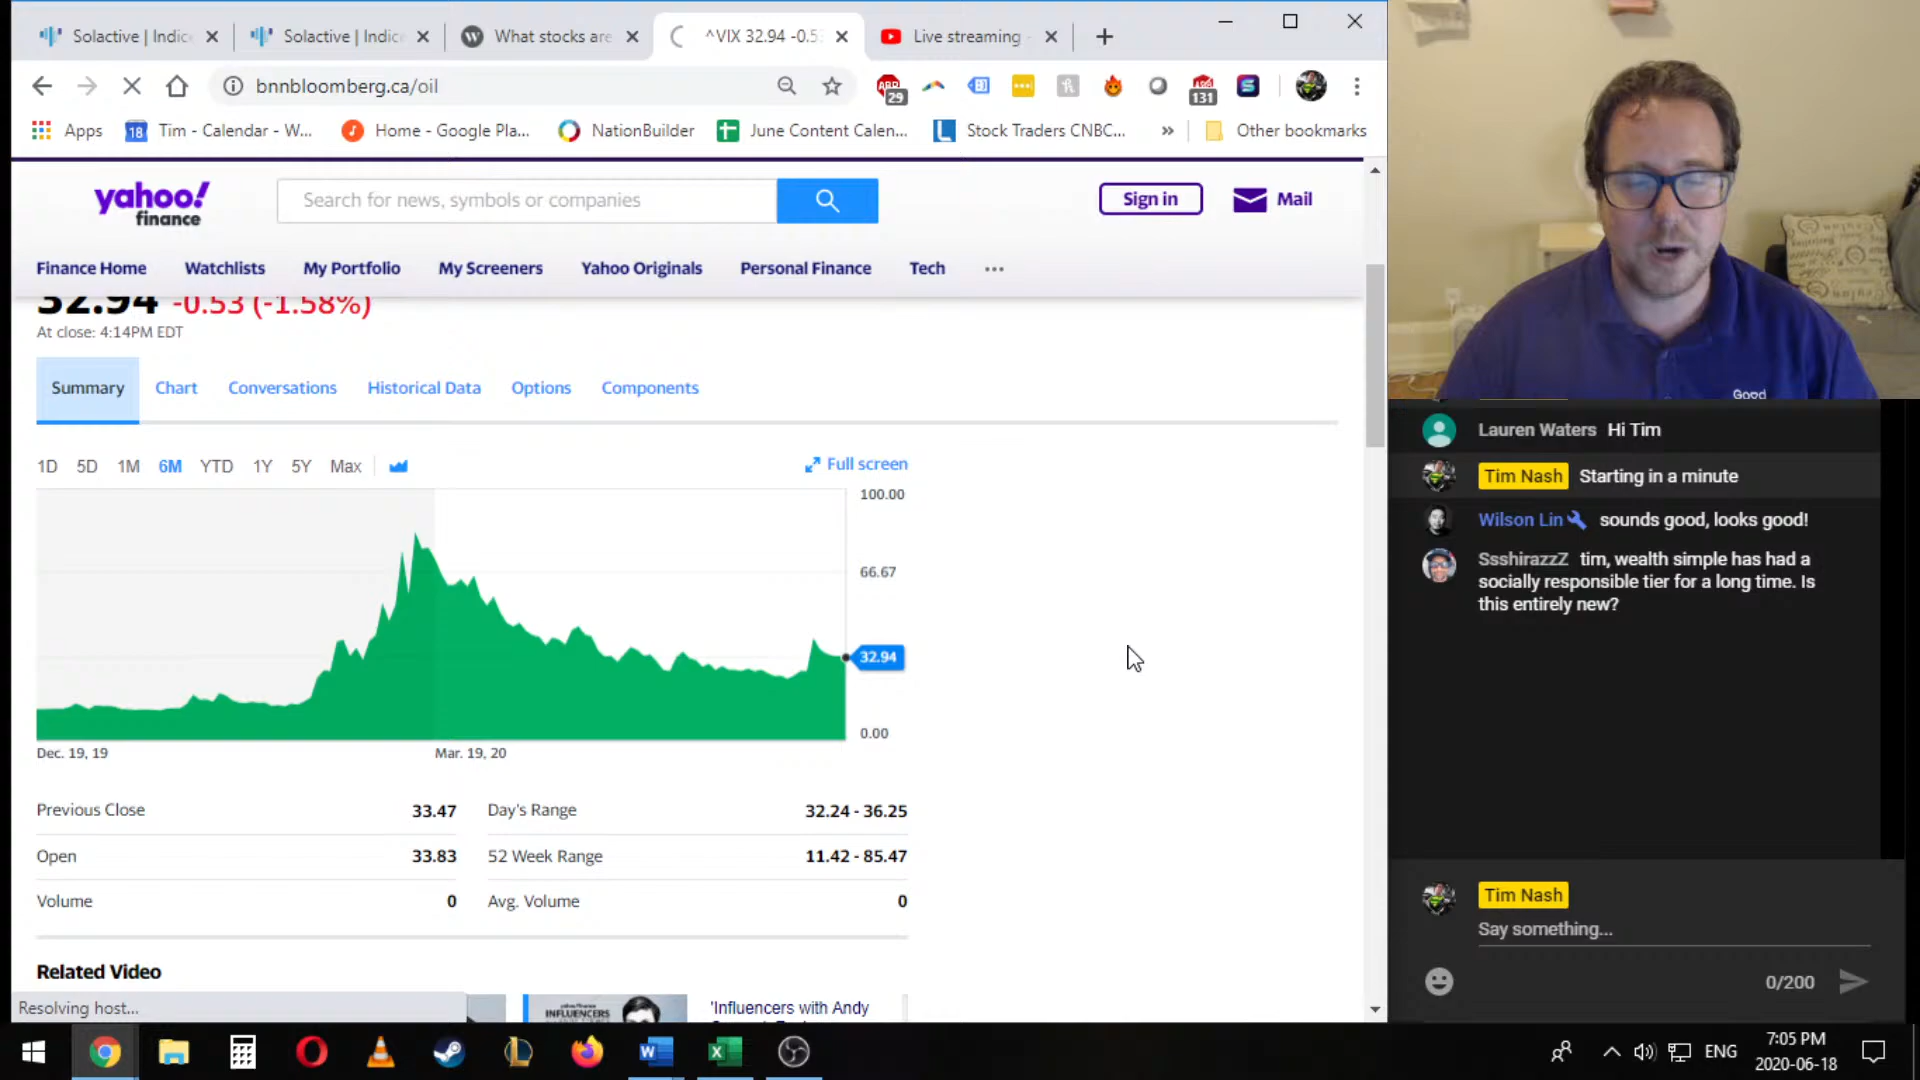 Solactive | Indic
Solactive | Indic
What stocks are
^VIX 32.94 -0.5
Live streaming
bnnbloomberg.ca/oil
29
131
Apps
18
Tim - Calendar - W...
Home - Google Pla...
NationBuilder
June Content Calen...
Stock Traders CNBC...
Other bookmarks
yahoo!
finance
Search for news, symbols or companies
Sign in
Mail
Finance Home
Watchlists
My Portfolio
My Screeners
Yahoo Originals
Personal Finance
Tech
32.94 -0.53 (-1.58%)
At close: 4:14PM EDT
Summary
Chart
Conversations
Historical Data
Options
Components
1D 5D 1M 6M YTD 1Y 5Y Max
Full screen
100.00
66.67
32.94
0.00
Dec. 19, 19
Mar. 19, 20
Previous Close 33.47
Day's Range 32.24 - 36.25
Open 33.83
52 Week Range 11.42 - 85.47
Volume 0
Avg. Volume 0
Related Video
INFLUENCERS
'Influencers with Andy
Resolving host...
Good
Lauren Waters Hi Tim
Tim Nash Starting in a minute
Wilson Lin sounds good, looks good!
SsshirazzZ tim, wealth simple has had a
socially responsible tier for a long time. Is
this entirely new?
Tim Nash
Say something...
0/200
ENG
7:05 PM
2020-06-18